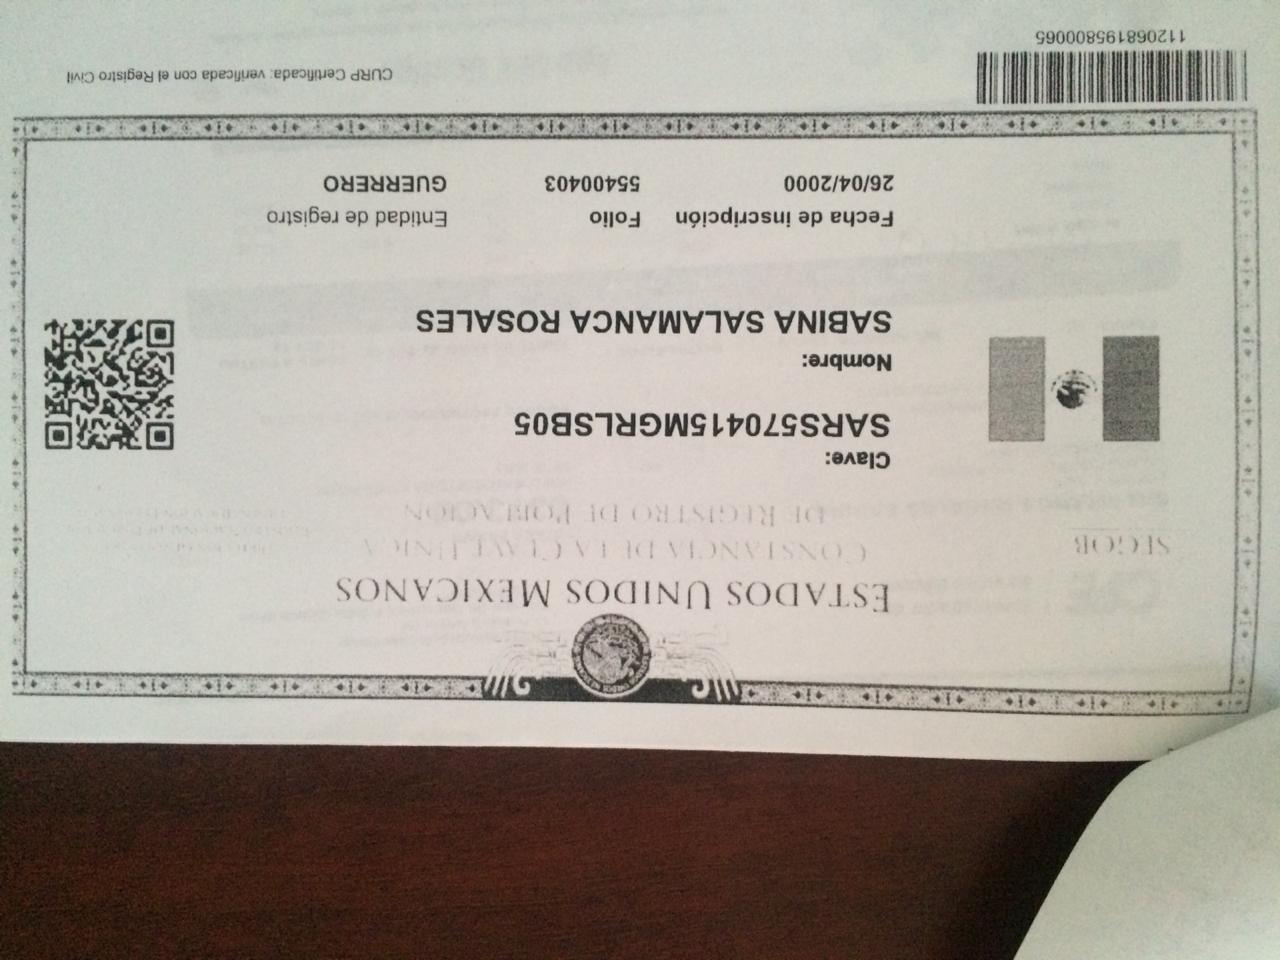 ESTADOS UNIDOS MEXICANOS
CONSTANCIA DE LA CLAVE ÚNICA
DE REGISTRO DE POBLACIÓN
SEGOB
Clave:
SARS570415MGRLSB05
Nombre:
SABINA SALAMANCA ROSALES
Fecha de inscripción Folio Entidad de registro
26/04/2000 55400403 GUERRERO
CURP Certificada: verificada con el Registro Civil
112068195800065